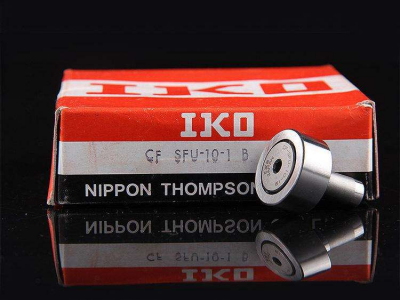 IKO
CF SFU-10-1 B
NIPPON THOMPSON